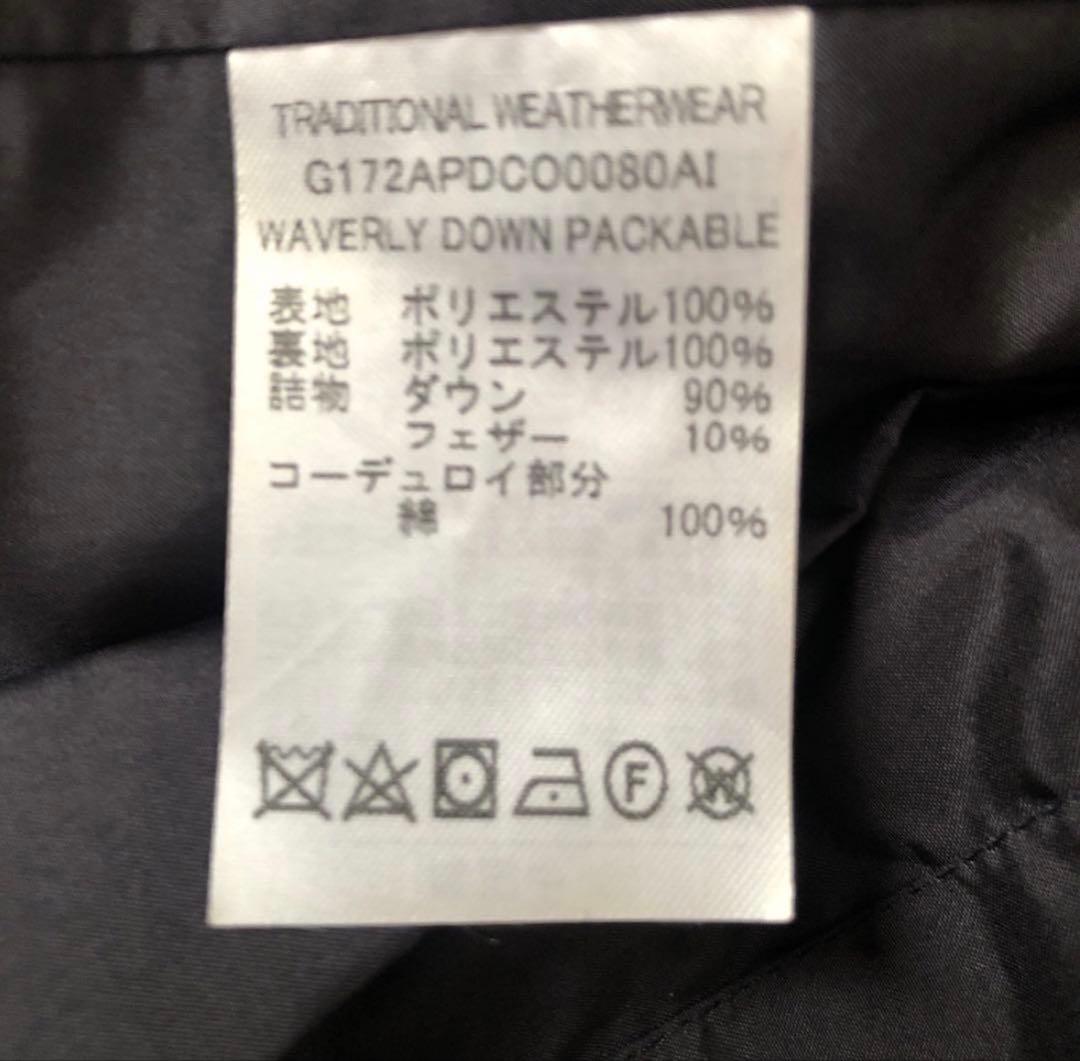 TRADITIONAL WEATHERWEAR
G172APDCO0080AI
WAVERLY DOWN PACKABLE
表地 ポリエステル100%
裏地 ポリエステル100%
詰物 ダウン 90%
フェザー 10%
コーデュロイ部分
綿 100%
F W